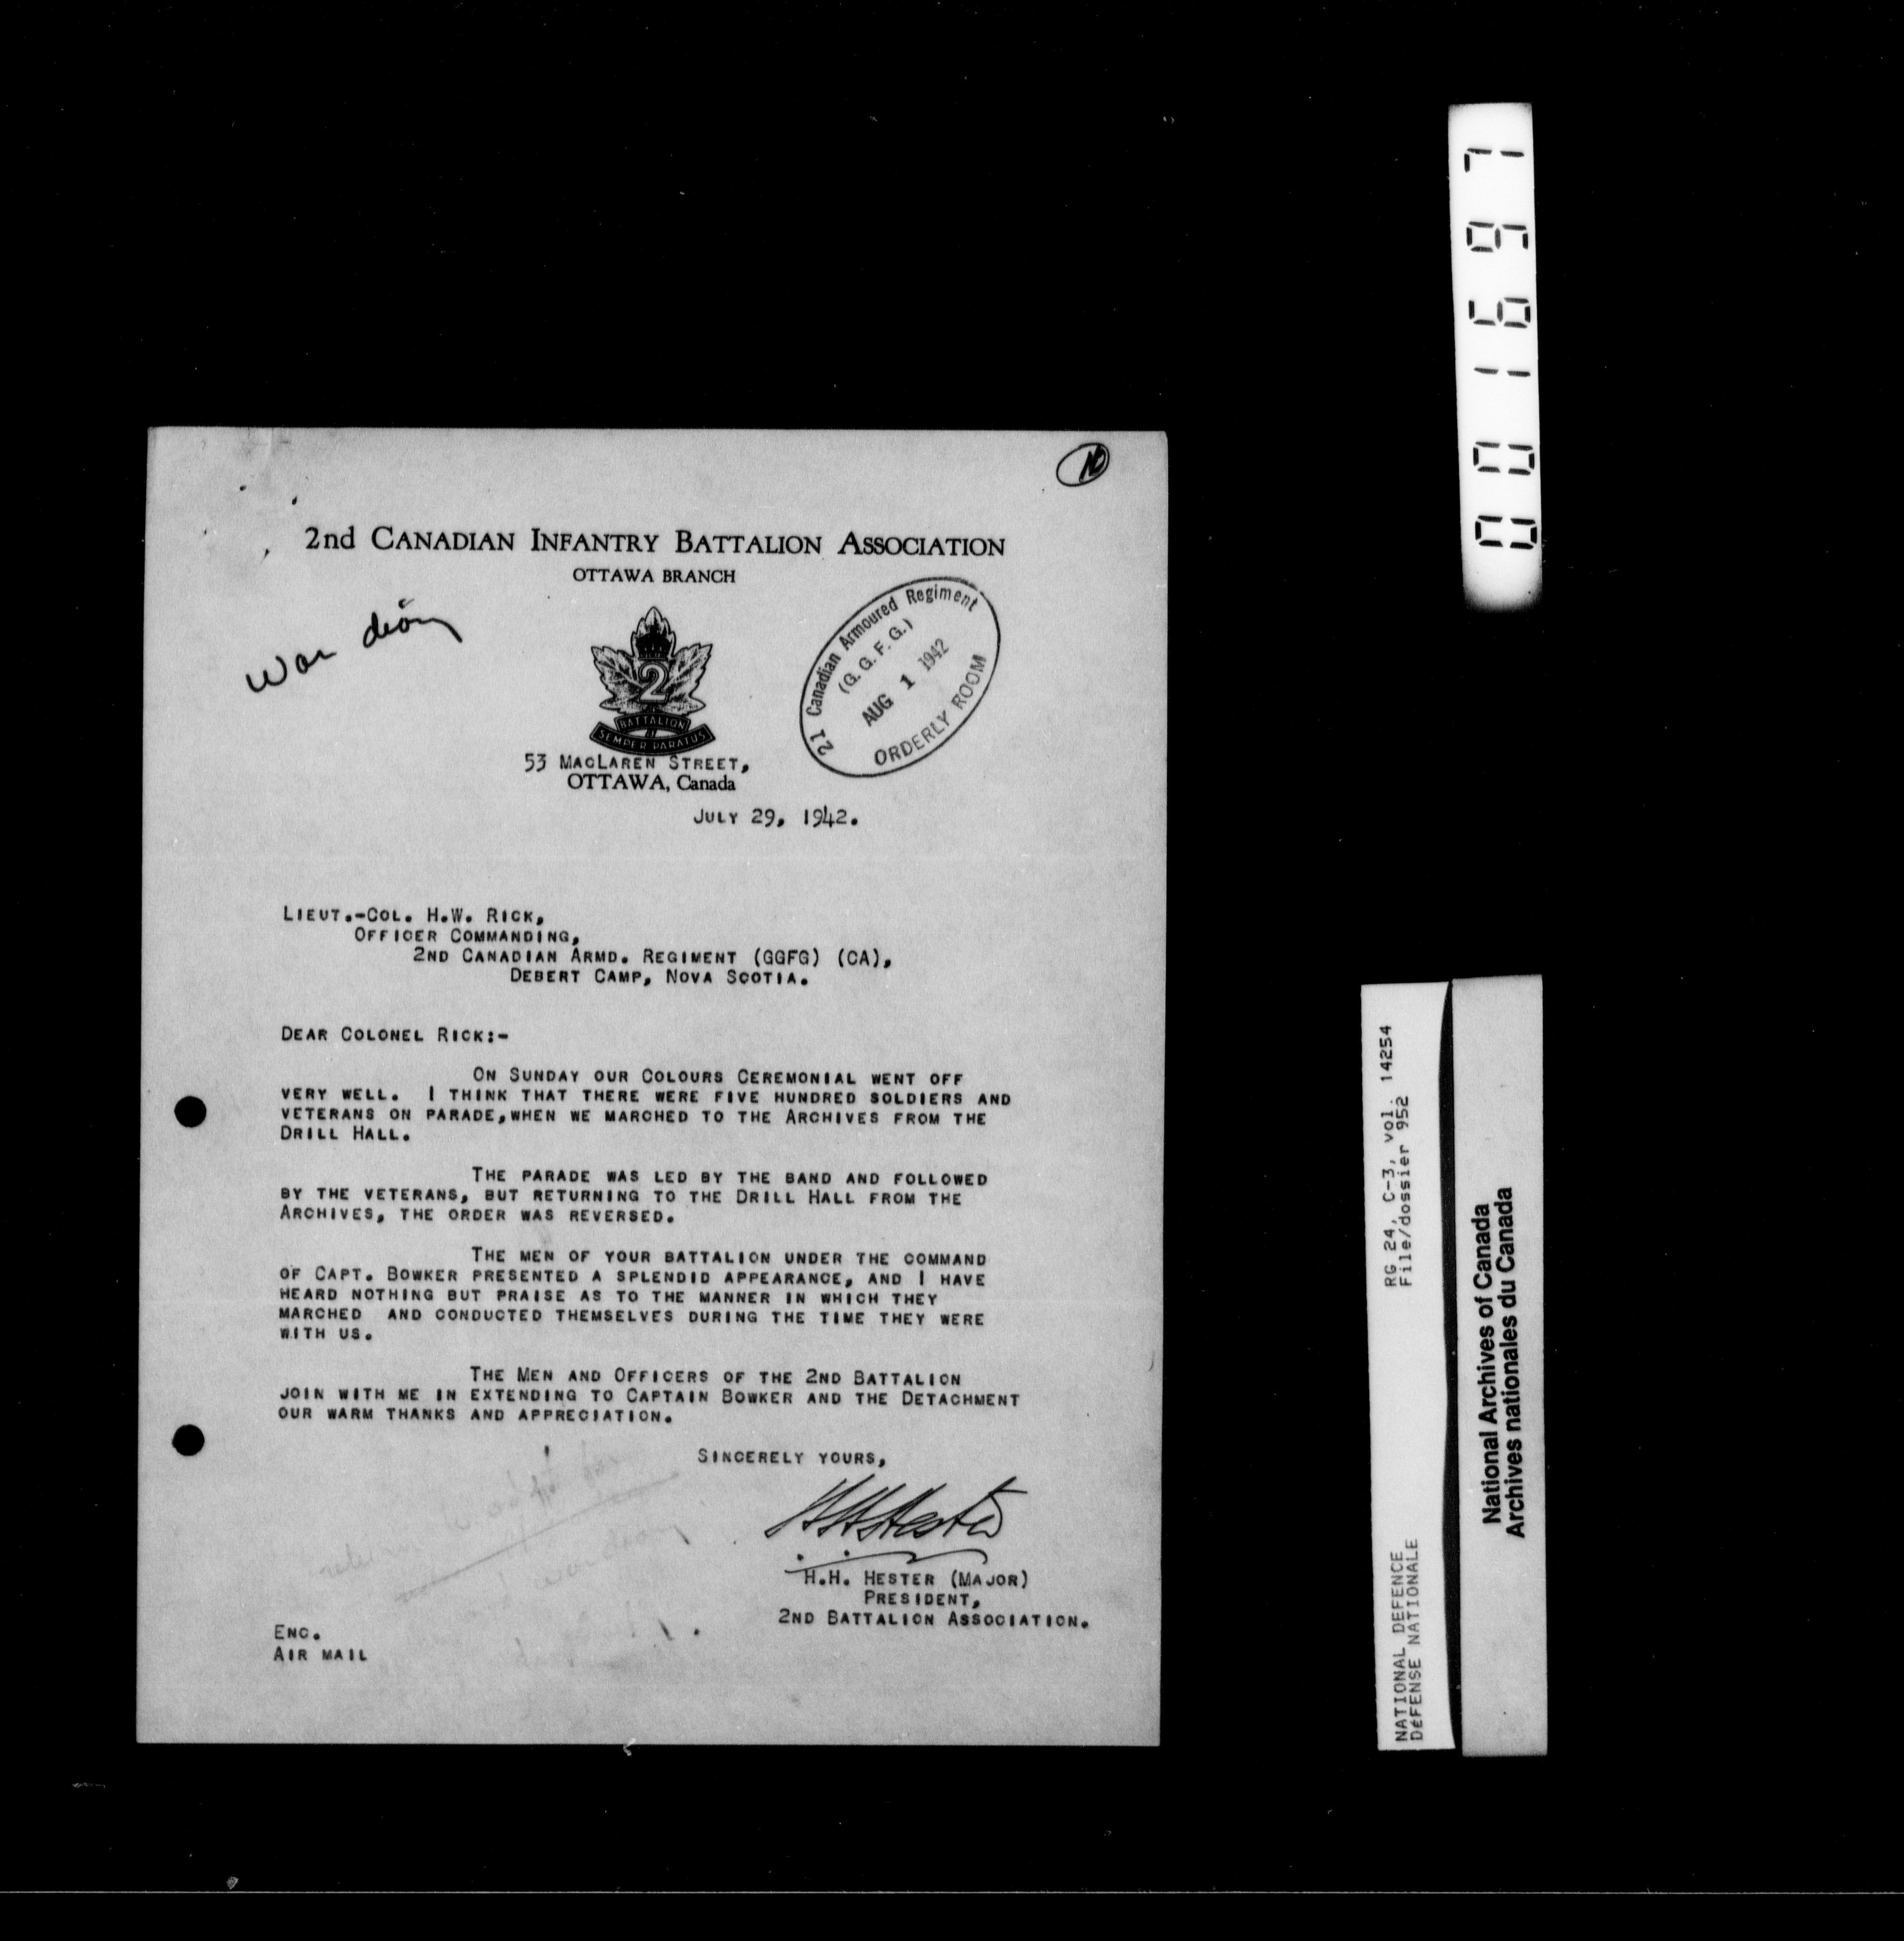 001697
2nd CANADIAN INFANTRY BATTALION ASSOCIATION
OTTAWA BRANCH
War diary
2
BATTALION
SEMPER PARATUS
21 Canadian Armoured Regiment
(G. G. F. G.)
AUG 1 1942
ORDERLY ROOM
53 MACLAREN STREET,
OTTAWA, Canada
JULY 29, 1942.
LIEUT.-COL. H.W. RICK,
OFFICER COMMANDING,
2ND CANADIAN ARMD. REGIMENT (GGFG) (CA),
DEBERT CAMP, NOVA SCOTIA.
DEAR COLONEL RICK:-
ON SUNDAY OUR COLOURS CEREMONIAL WENT OFF
VERY WELL. I THINK THAT THERE WERE FIVE HUNDRED SOLDIERS AND
VETERANS ON PARADE,WHEN WE MARCHED TO THE ARCHIVES FROM THE
DRILL HALL.
THE PARADE WAS LED BY THE BAND AND FOLLOWED
BY THE VETERANS, BUT RETURNING TO THE DRILL HALL FROM THE
ARCHIVES, THE ORDER WAS REVERSED.
THE MEN OF YOUR BATTALION UNDER THE COMMAND
OF CAPT. BOWKER PRESENTED A SPLENDID APPEARANCE, AND I HAVE
HEARD NOTHING BUT PRAISE AS TO THE MANNER IN WHICH THEY
MARCHED AND CONDUCTED THEMSELVES DURING THE TIME THEY WERE
WITH US.
THE MEN AND OFFICERS OF THE 2ND BATTALION
JOIN WITH ME IN EXTENDING TO CAPTAIN BOWKER AND THE DETACHMENT
OUR WARM THANKS AND APPRECIATION.
SINCERELY YOURS,
H H Hester
H.H. HESTER (MAJOR)
PRESIDENT,
2ND BATTALION ASSOCIATION.
ENC.
AIR MAIL
RG 24, C-3, vol. 14254
File/dossier 952
NATIONAL DEFENCE
DéFENSE NATIONALE
National Archives of Canada
Archives nationales du Canada